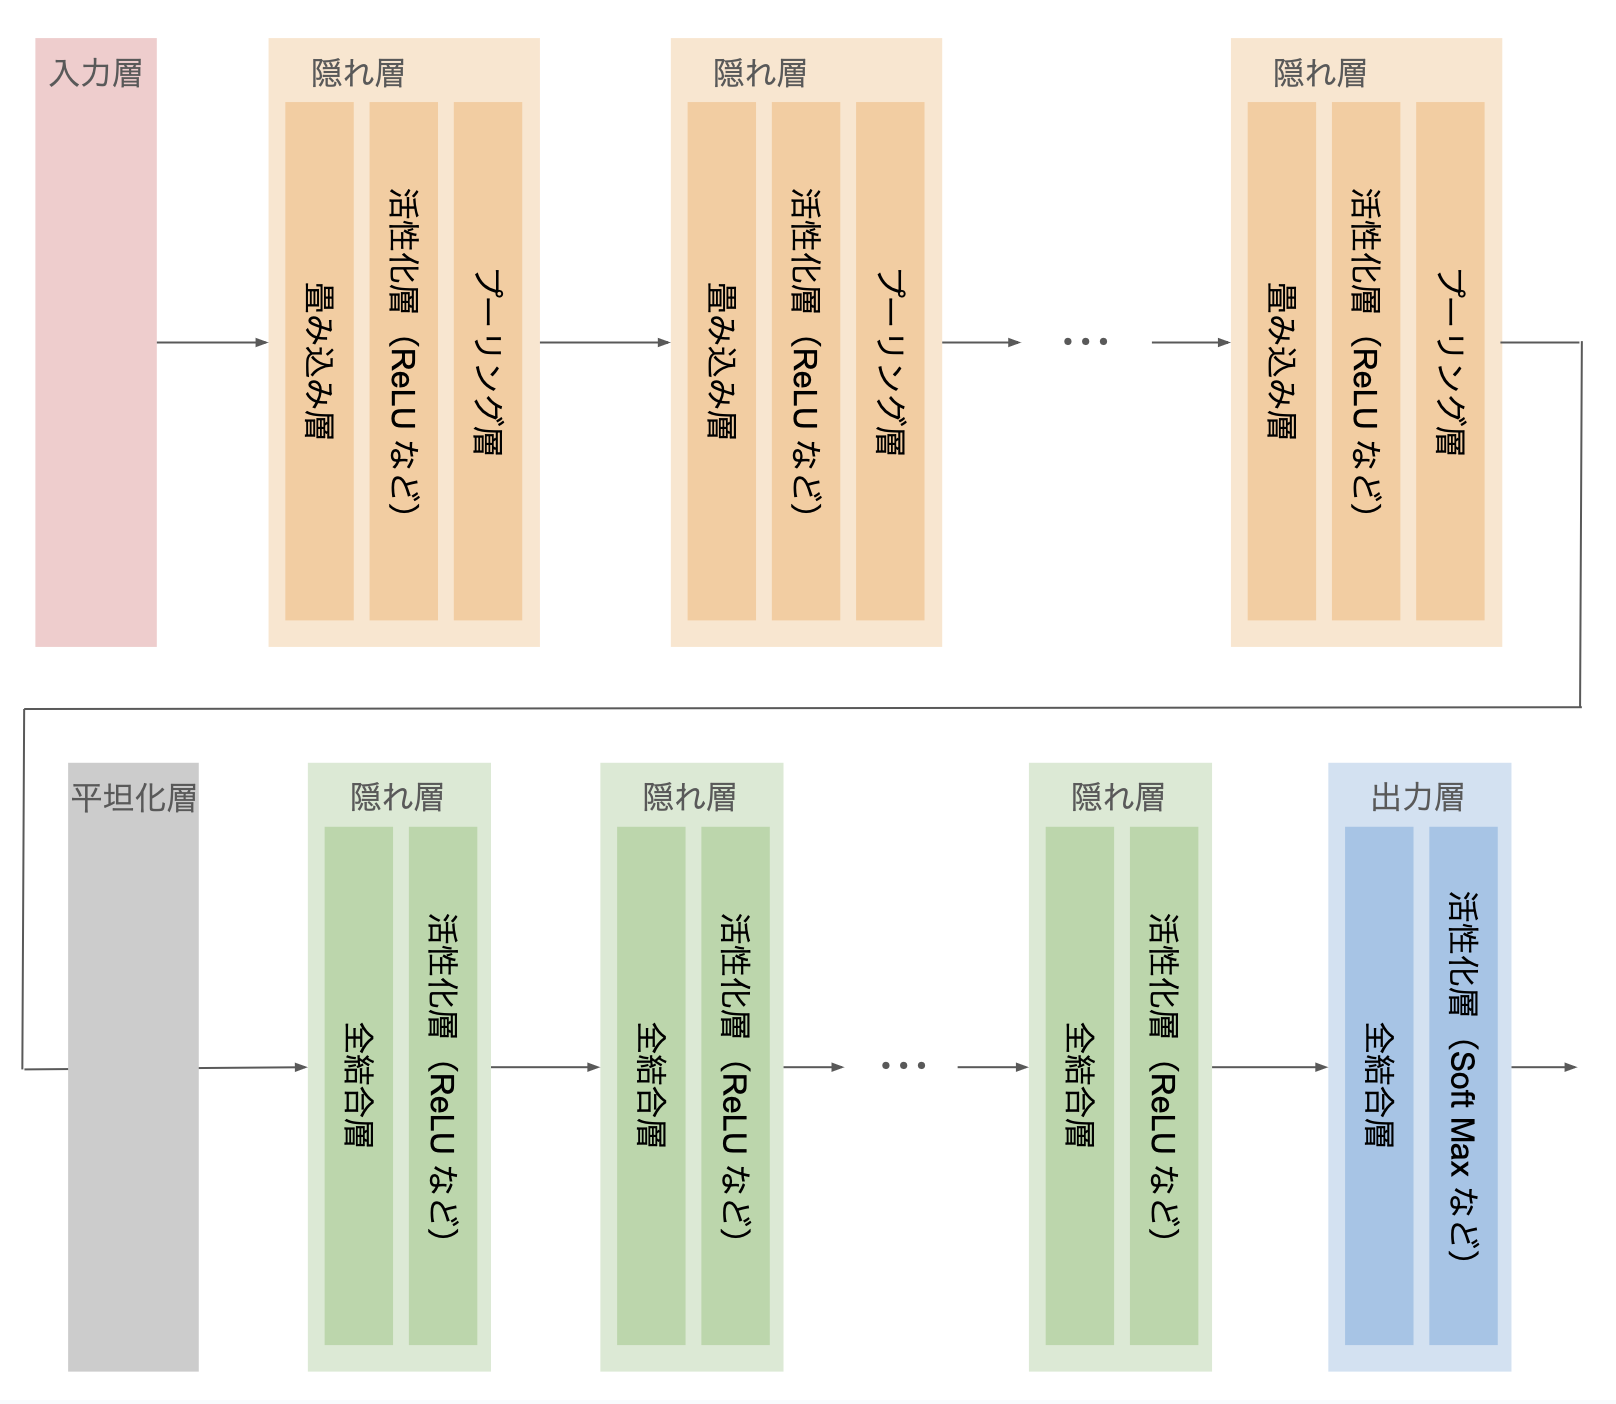 入力層
隠れ層
置み込み層
活性化層（ReLU など）
プーリング層
隠れ層
置み込み層
活性化層（ReLU など）
プーリング層
…
隠れ層
置み込み層
活性化層（ReLU など）
プーリング層
平坦化層
隠れ層
全結合層
活性化層（ReLU など）
隠れ層
全結合層
活性化層（ReLU など）
…
隠れ層
全結合層
活性化層（ReLU など）
出力層
全結合層
活性化層（Soft Max など）